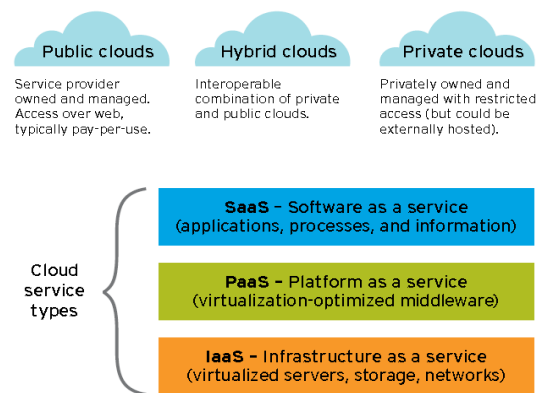 Public clouds
Hybrid clouds
Private clouds
Service provider
owned and managed.
Access over web,
typically pay-per-use.
Interoperable
combination of private
and public clouds.
Privately owned and
managed with restricted
access (but could be
externally hosted).
Cloud
service
types
SaaS – Software as a service
(applications, processes, and information)
PaaS – Platform as a service
(virtualization-optimized middleware)
IaaS – Infrastructure as a service
(virtualized servers, storage, networks)